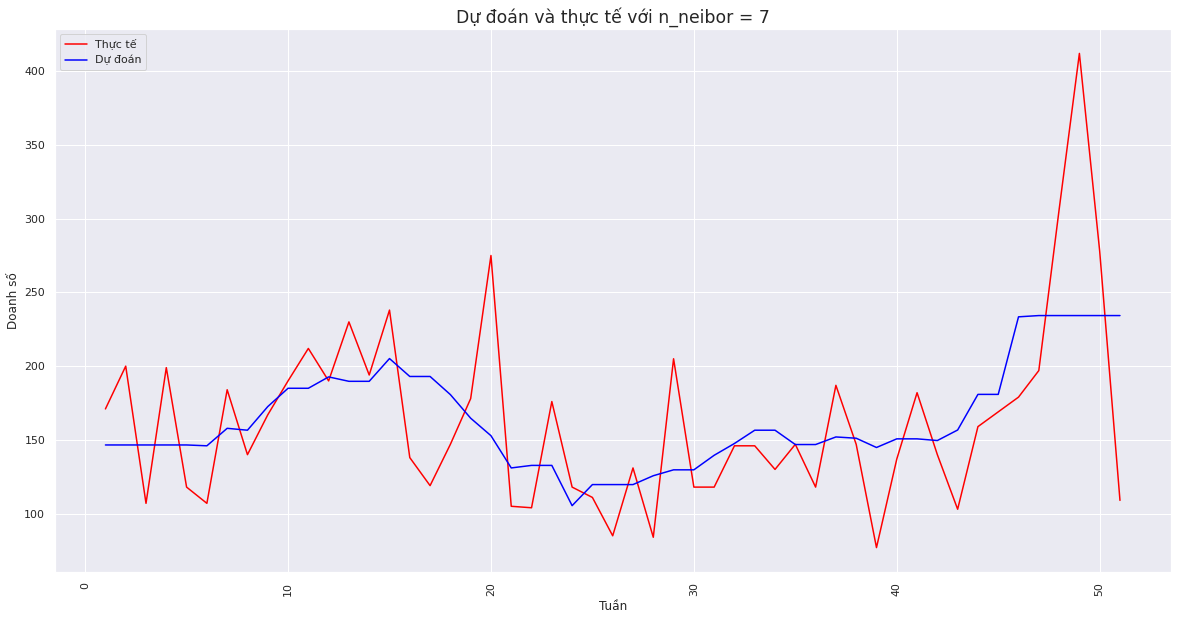 Dự đoán và thực tế với n_neibor = 7
Thực tế
Dự đoán
400
350
300
250
200
150
100
Doanh số
0
10
20
30
40
50
Tuần